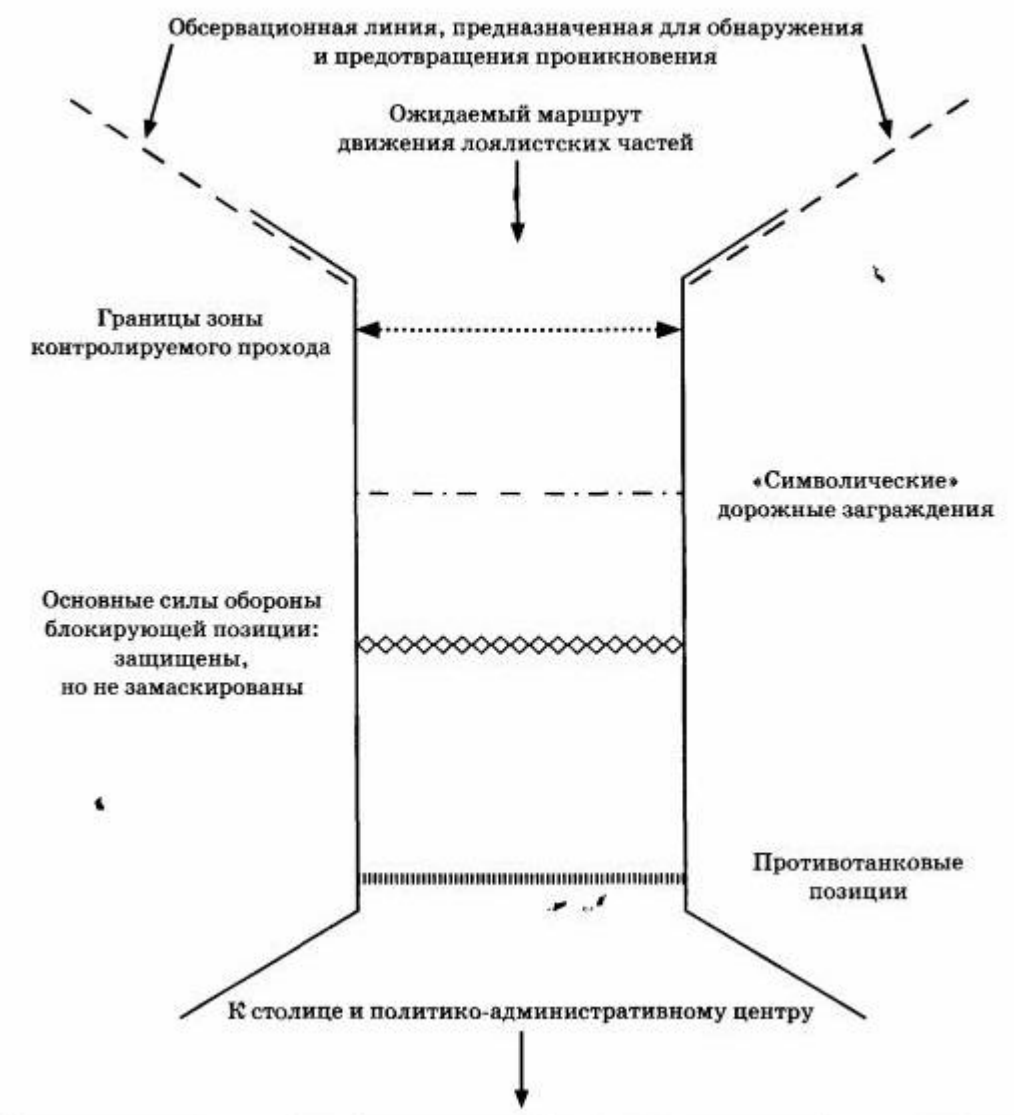 Обсервационная линия, предназначенная для обнаружения
и предотвращения проникновения
Ожидаемый маршрут
движения лоялистских частей
Границы зоны
контролируемого прохода
«Символические»
дорожные заграждения
Основные силы обороны
блокирующей позиции:
защищены,
но не замаскированы
Противотанковые
позиции
К столице и политико-административному центру